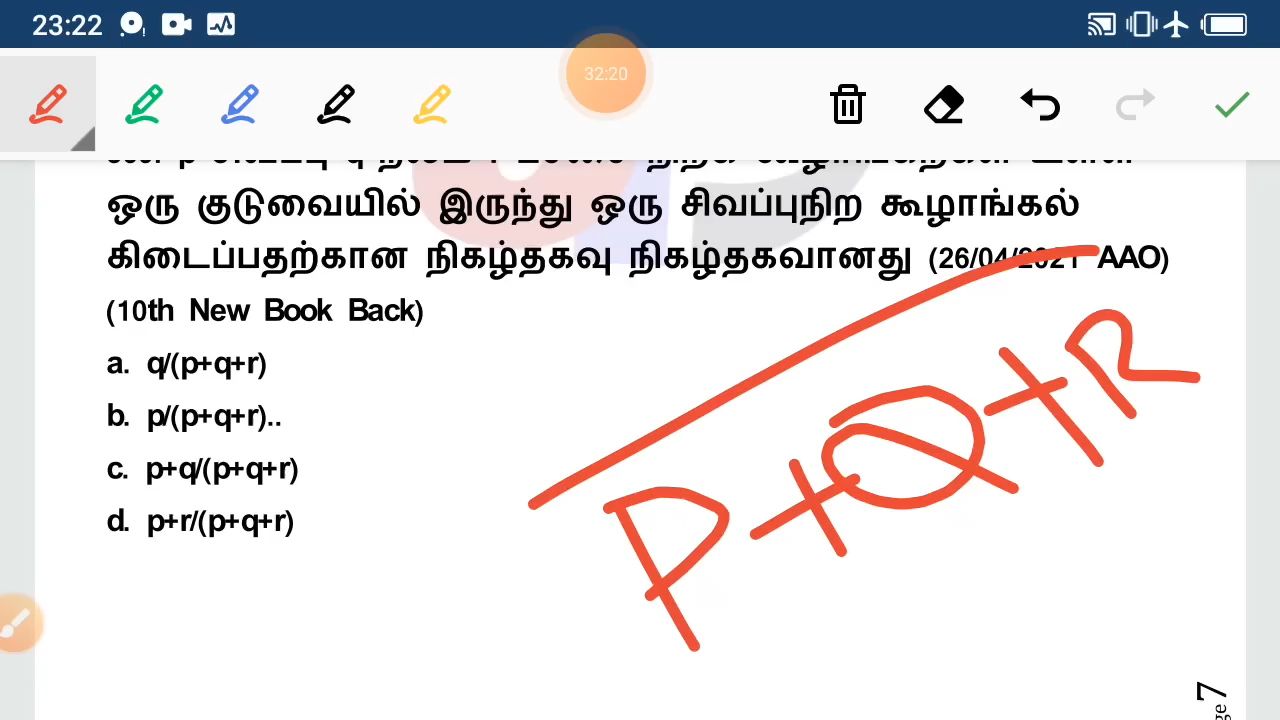 23:22
32:20
ஒரு குடுவையில் இருந்து ஒரு சிவப்புநிற கூழாங்கல்
கிடைப்பதற்கான நிகழ்தகவு நிகழ்தகவானது (26/04/2021 AAO)
(10th New Book Back)
a. q/(p+q+r)
b. p/(p+q+r)..
c. p+q/(p+q+r)
d. p+r/(p+q+r)
P+Q+R
7